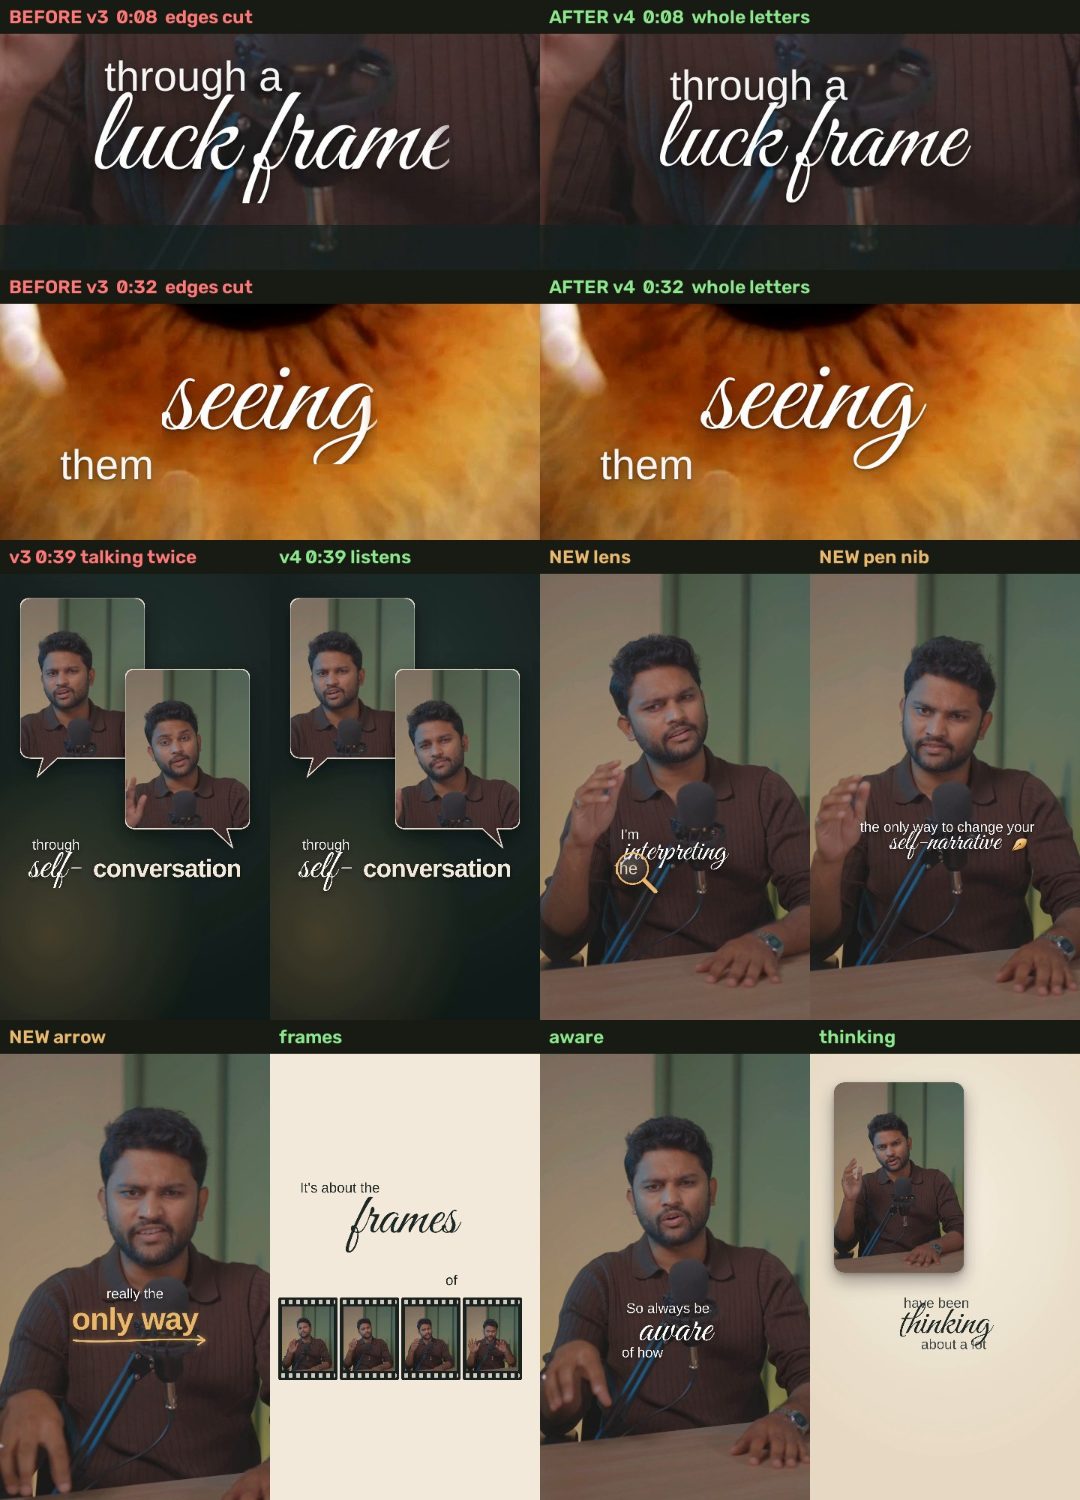 BEFORE v3 0:08 edges cut
AFTER v4 0:08 whole letters
through a
luck frame
through a
luck frame
BEFORE v3 0:32 edges cut
AFTER v4 0:32 whole letters
seeing
them
seeing
them
v3 0:39 talking twice
v4 0:39 listens
NEW lens
NEW pen nib
through
self- conversation
through
self- conversation
I'm
interpreting
he
the only way to change your
self-narrative
NEW arrow
frames
aware
thinking
really the
only way
It's about the
frames
of
So always be
aware
of how
have been
thinking
about a lot